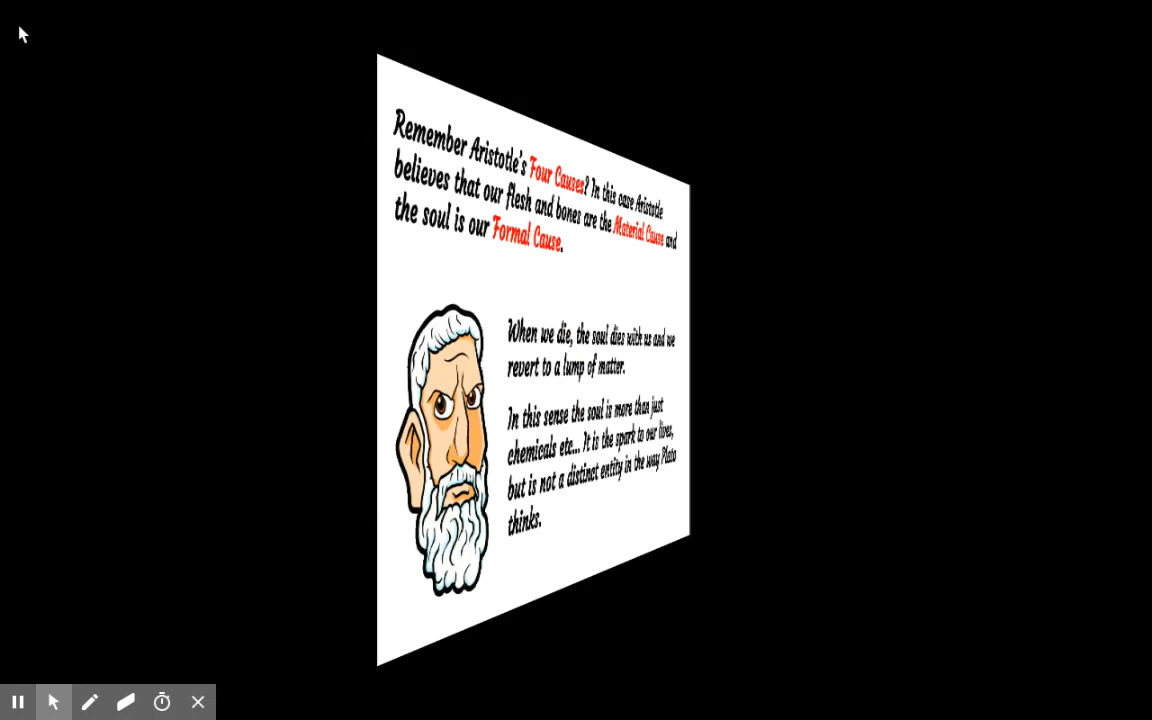 Remember Aristotle's Four Causes? In this case Aristotle
believes that our flesh and bones are the Material Cause and
the soul is our Formal Cause.
When we die, the soul dies with us and we
revert to a lump of matter.
In this sense the soul is more than just
chemicals etc... It is the spark to our lives,
but is not a distinct entity in the way Plato
thinks.